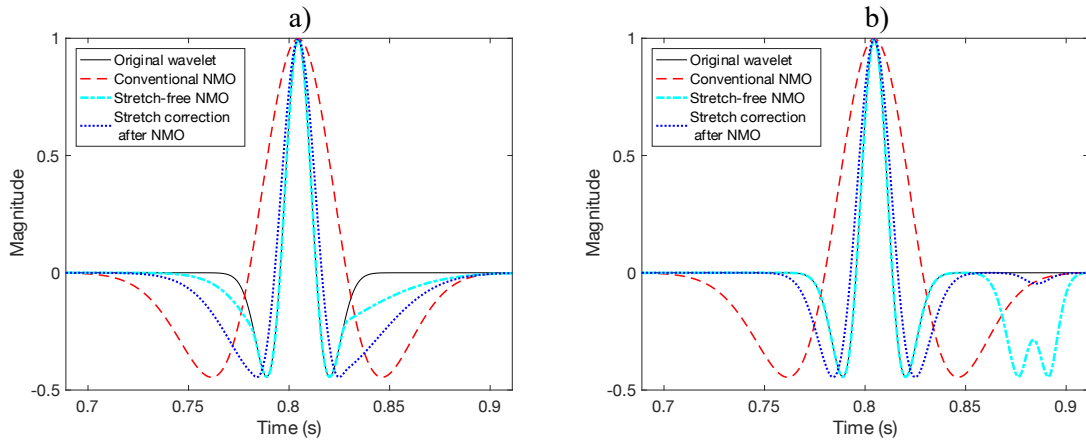 a)
Original wavelet
Conventional NMO
Stretch-free NMO
Stretch correction
after NMO
1
0.5
0
-0.5
Magnitude
0.7
0.75
0.8
0.85
0.9
Time (s)
b)
Original wavelet
Conventional NMO
Stretch-free NMO
Stretch correction
after NMO
1
0.5
0
-0.5
Magnitude
0.7
0.75
0.8
0.85
0.9
Time (s)